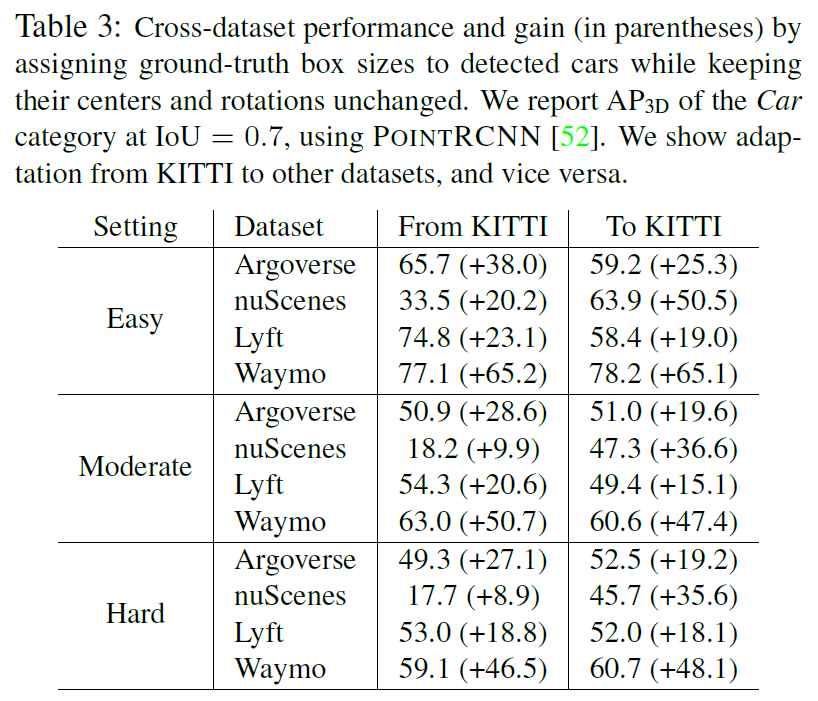 Table 3: Cross-dataset performance and gain (in parentheses) by
assigning ground-truth box sizes to detected cars while keeping
their centers and rotations unchanged. We report AP3D of the Car
category at IoU = 0.7, using POINTRCNN [52]. We show adap-
tation from KITTI to other datasets, and vice versa.
Setting Dataset From KITTI To KITTI
Easy
Argoverse 65.7 (+38.0) 59.2 (+25.3)
nuScenes 33.5 (+20.2) 63.9 (+50.5)
Lyft 74.8 (+23.1) 58.4 (+19.0)
Waymo 77.1 (+65.2) 78.2 (+65.1)
Moderate
Argoverse 50.9 (+28.6) 51.0 (+19.6)
nuScenes 18.2 (+9.9) 47.3 (+36.6)
Lyft 54.3 (+20.6) 49.4 (+15.1)
Waymo 63.0 (+50.7) 60.6 (+47.4)
Hard
Argoverse 49.3 (+27.1) 52.5 (+19.2)
nuScenes 17.7 (+8.9) 45.7 (+35.6)
Lyft 53.0 (+18.8) 52.0 (+18.1)
Waymo 59.1 (+46.5) 60.7 (+48.1)